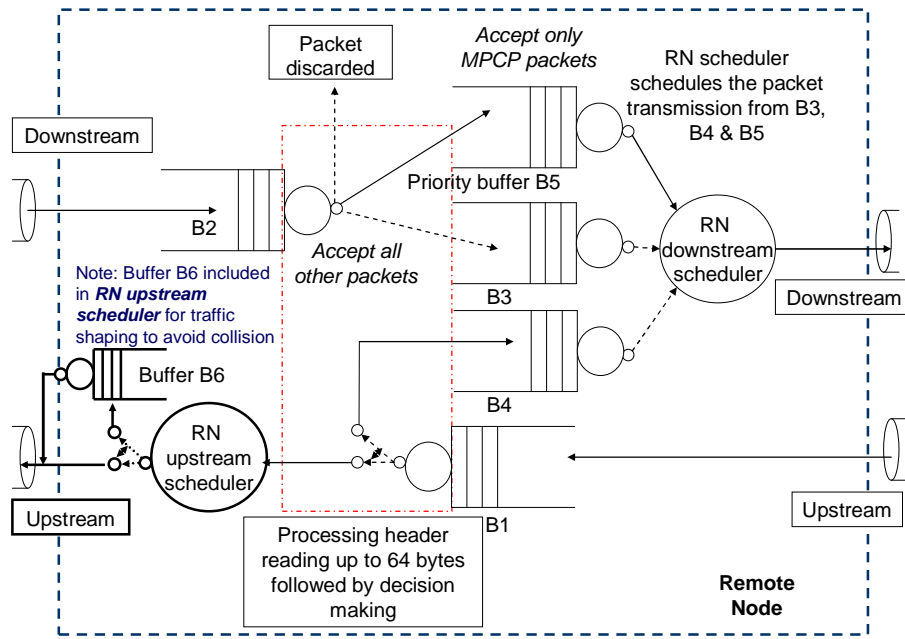 Packet
discarded
Accept only
MPCP packets
RN scheduler
schedules the packet
transmission from B3,
B4 & B5
Downstream
Priority buffer B5
B2
Accept all
other packets
RN
downstream
scheduler
Note: Buffer B6 included
in RN upstream
scheduler for traffic
shaping to avoid collision
B3
Downstream
Buffer B6
B4
RN
upstream
scheduler
Upstream
B1
Upstream
Processing header
reading up to 64 bytes
followed by decision
making
Remote
Node